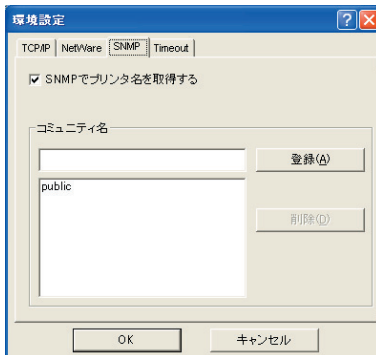 環境設定
TCP/IP NetWare SNMP Timeout
SNMPでプリンタ名を取得する
コミュニティ名
登録(A)
public
削除(D)
OK キャンセル